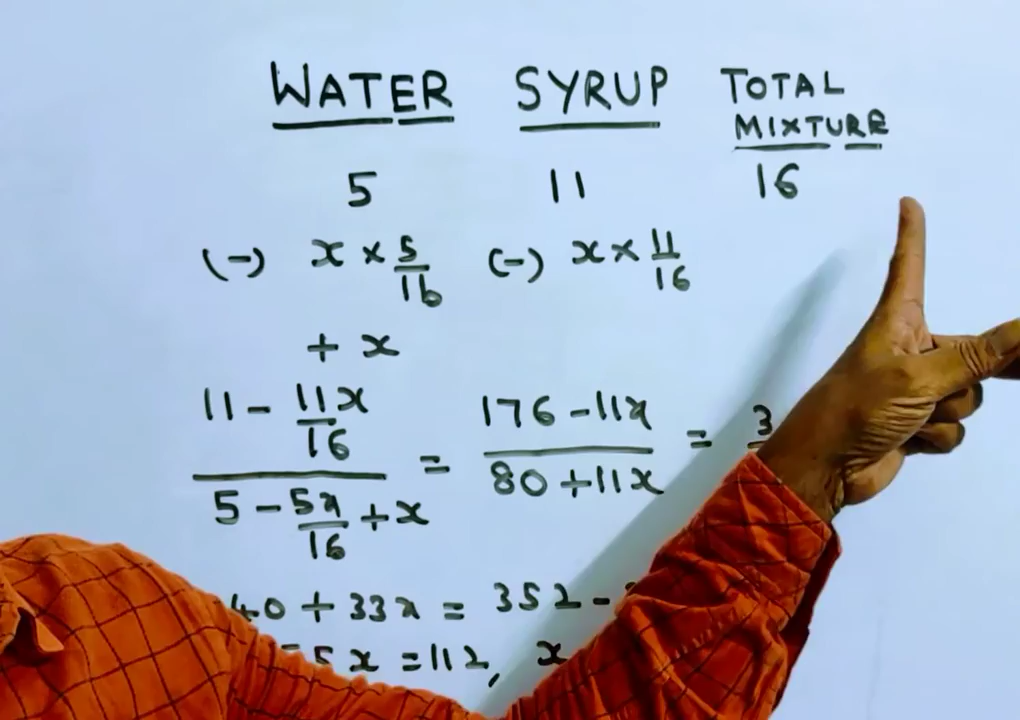 WATER SYRUP TOTAL MIXTURE
5 11 16
(-) x × 5/16 (-) x × 11/16
+ x
(11 - 11x/16) / (5 - 5x/16 + x) = (176 - 11x) / (80 + 11x) = 3
40 + 33x = 352 -
5x = 112, x